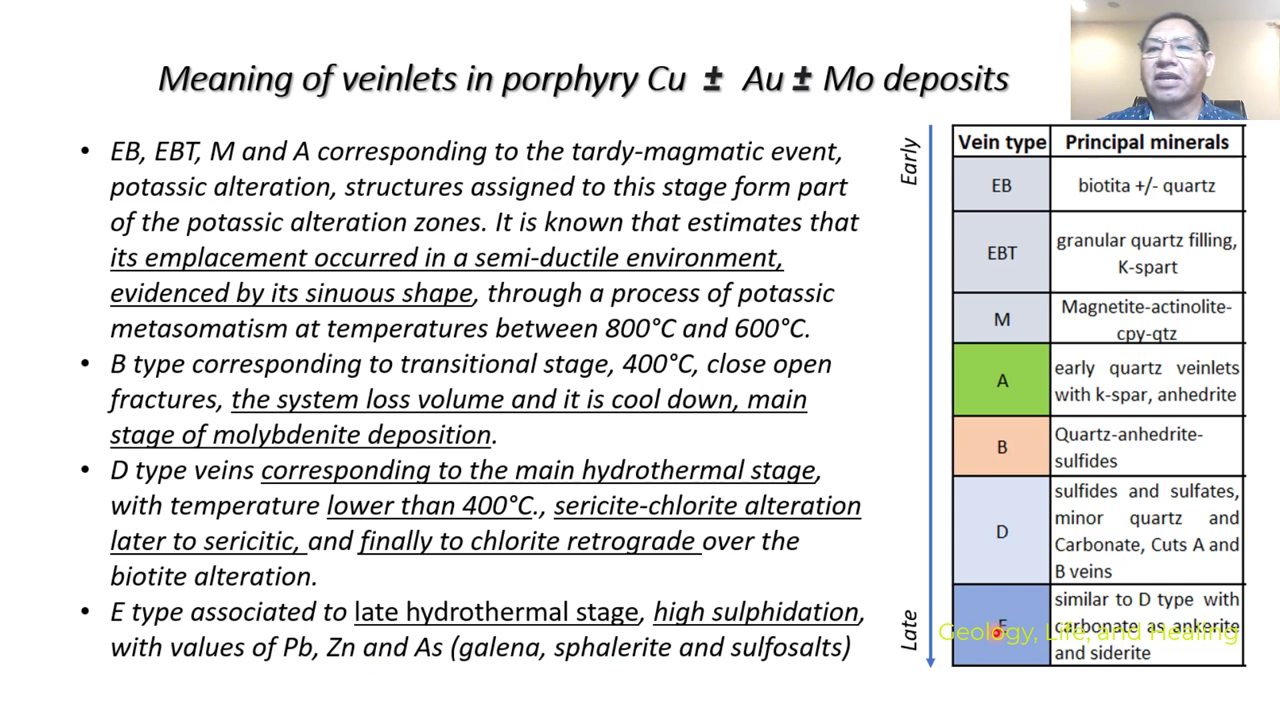 Meaning of veinlets in porphyry Cu ± Au ± Mo deposits
• EB, EBT, M and A corresponding to the tardy-magmatic event,
potassic alteration, structures assigned to this stage form part
of the potassic alteration zones. It is known that estimates that
its emplacement occurred in a semi-ductile environment,
evidenced by its sinuous shape, through a process of potassic
metasomatism at temperatures between 800°C and 600°C.
• B type corresponding to transitional stage, 400°C, close open
fractures, the system loss volume and it is cool down, main
stage of molybdenite deposition.
• D type veins corresponding to the main hydrothermal stage,
with temperature lower than 400°C., sericite-chlorite alteration
later to sericitic, and finally to chlorite retrograde over the
biotite alteration.
• E type associated to late hydrothermal stage, high sulphidation,
with values of Pb, Zn and As (galena, sphalerite and sulfosalts)
Early
Late
Vein type Principal minerals
EB biotita +/- quartz
EBT granular quartz filling,
K-spart
M Magnetite-actinolite-
cpy-qtz
A early quartz veinlets
with k-spar, anhedrite
B Quartz-anhedrite-
sulfides
D sulfides and sulfates,
minor quartz and
Carbonate, Cuts A and
B veins
E similar to D type with
carbonate as ankerite
and siderite
Geology, Life, and Healing